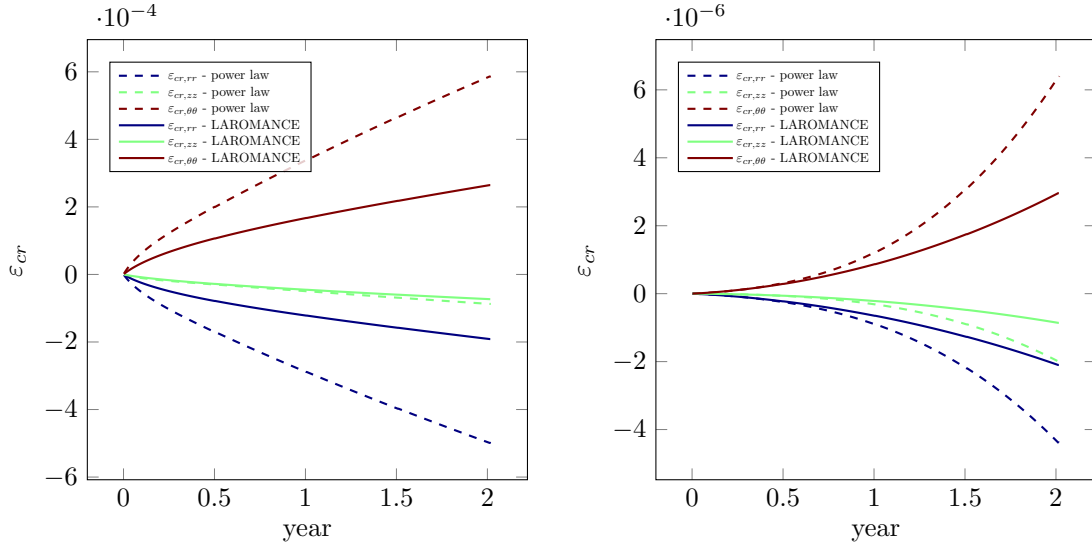 ·10⁻⁴
6
4
2
0
−2
−4
−6
0
0.5
1
1.5
2
year
ε_cr
ε_cr,rr - power law
ε_cr,zz - power law
ε_cr,θθ - power law
ε_cr,rr - LAROMANCE
ε_cr,zz - LAROMANCE
ε_cr,θθ - LAROMANCE
·10⁻⁶
6
4
2
0
−2
−4
0
0.5
1
1.5
2
year
ε_cr
ε_cr,rr - power law
ε_cr,zz - power law
ε_cr,θθ - power law
ε_cr,rr - LAROMANCE
ε_cr,zz - LAROMANCE
ε_cr,θθ - LAROMANCE